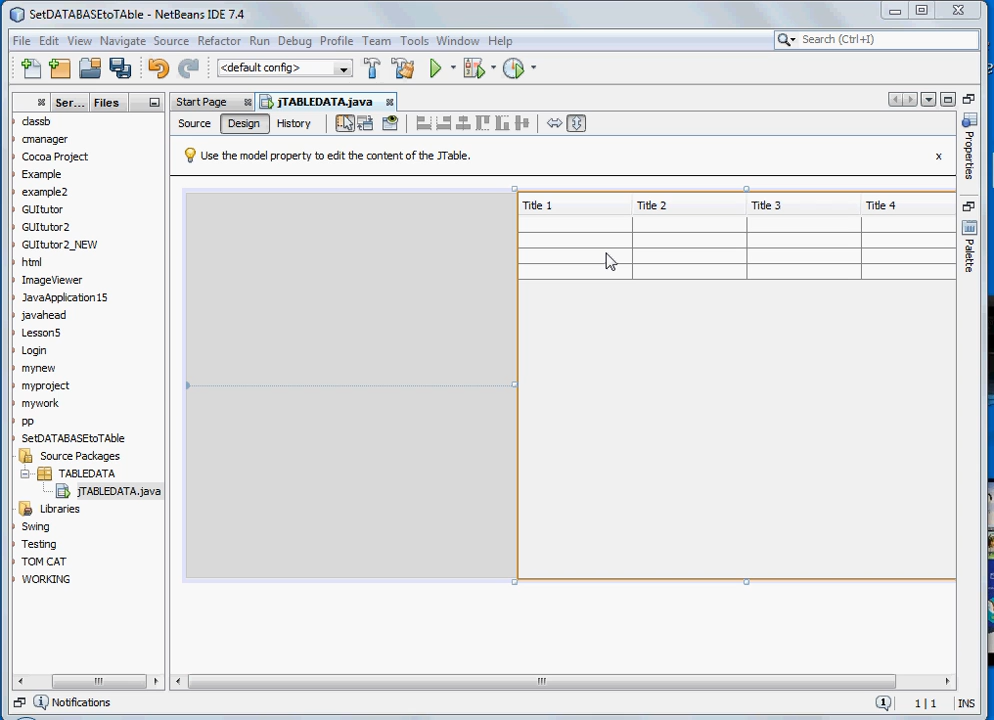 SetDATABASEtoTAble - NetBeans IDE 7.4
File Edit View Navigate Source Refactor Run Debug Profile Team Tools Window Help
Search (Ctrl+I)
<default config>
Ser... Files
Start Page jTABLEDATA.java
Source Design History
Use the model property to edit the content of the JTable.
x
classb
cmanager
Cocoa Project
Example
example2
GUItutor
GUItutor2
GUItutor2_NEW
html
ImageViewer
JavaApplication15
javahead
Lesson5
Login
mynew
myproject
mywork
pp
SetDATABASEtoTAble
Source Packages
TABLEDATA
jTABLEDATA.java
Libraries
Swing
Testing
TOM CAT
WORKING
Title 1 Title 2 Title 3 Title 4
Properties
Palette
Notifications
1
1 | 1 INS